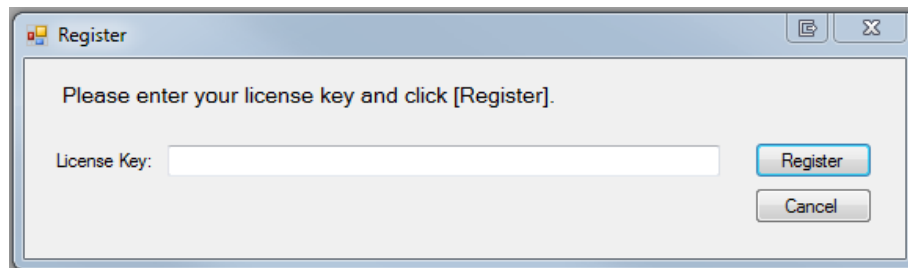 Register
Please enter your license key and click [Register].
License Key:
Register
Cancel